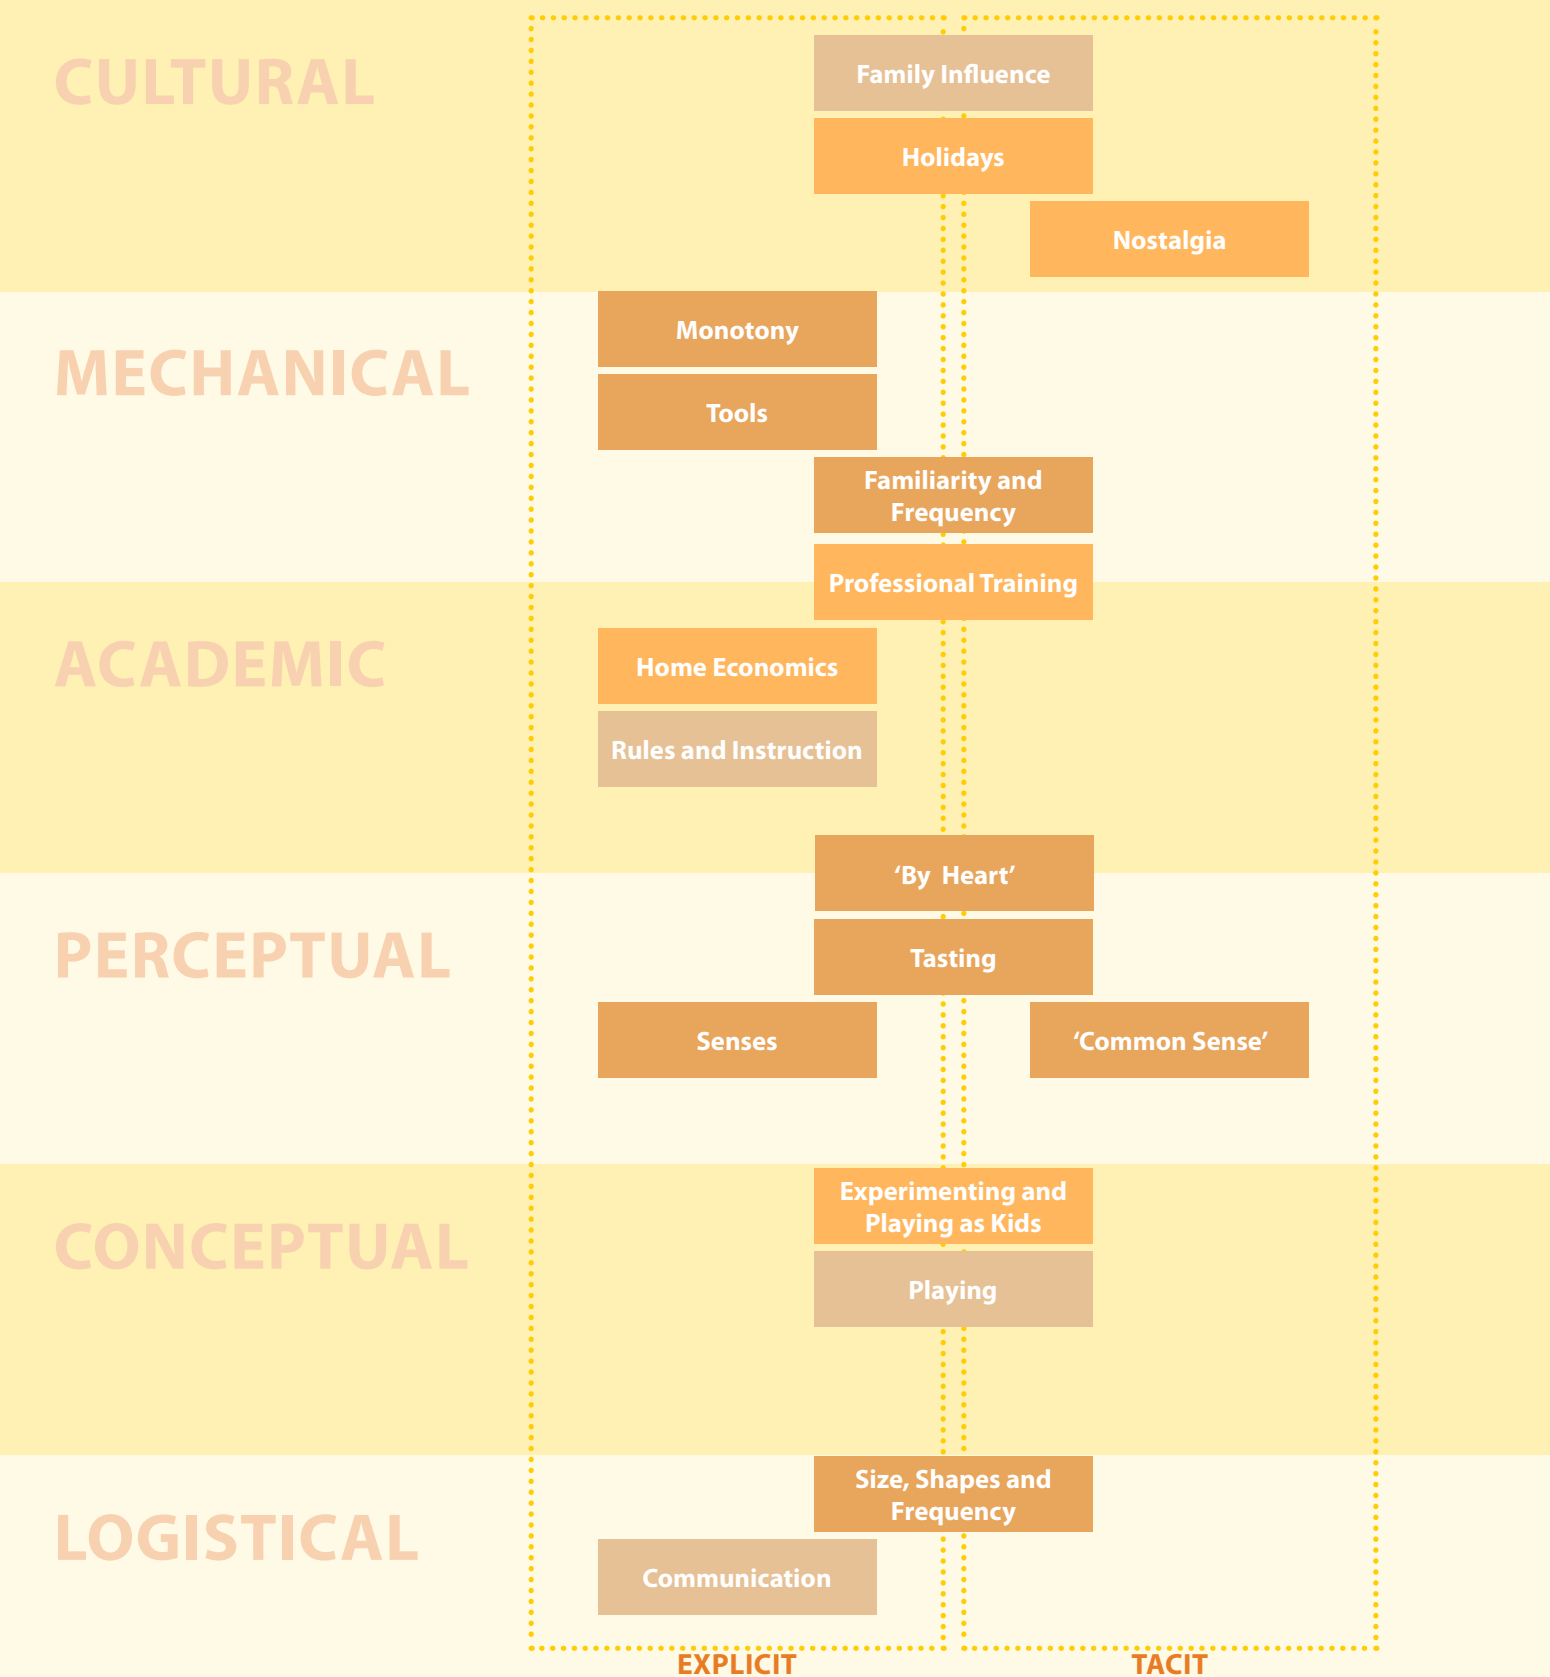 CULTURAL
Family Influence
Holidays
Nostalgia
MECHANICAL
Monotony
Tools
Familiarity and
Frequency
Professional Training
ACADEMIC
Home Economics
Rules and Instruction
‘By Heart’
PERCEPTUAL
Tasting
Senses
‘Common Sense’
CONCEPTUAL
Experimenting and
Playing as Kids
Playing
LOGISTICAL
Size, Shapes and
Frequency
Communication
EXPLICIT
TACIT